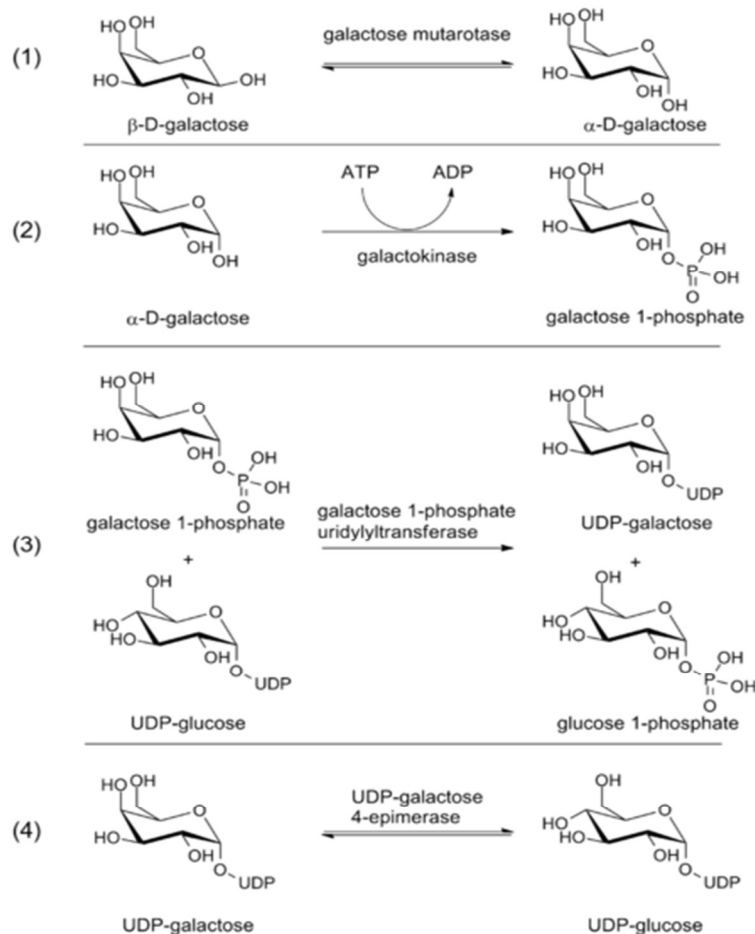 (1)
HO OH
HO
O
OH
OH
β-D-galactose
galactose mutarotase
HO OH
HO
O
OH
OH
α-D-galactose
(2)
HO OH
HO
O
OH
OH
α-D-galactose
ATP ADP
galactokinase
HO OH
HO
O
OH
O
P
OH
OH
O
galactose 1-phosphate
(3)
HO OH
HO
O
OH
O
P
OH
OH
O
galactose 1-phosphate
+
OH
HO
HO
O
OH
O
UDP
UDP-glucose
galactose 1-phosphate
uridylyltransferase
HO OH
HO
O
OH
O
UDP
UDP-galactose
+
OH
HO
HO
O
OH
O
P
OH
OH
O
glucose 1-phosphate
(4)
HO OH
HO
O
OH
O
UDP
UDP-galactose
UDP-galactose
4-epimerase
OH
HO
HO
O
OH
O
UDP
UDP-glucose